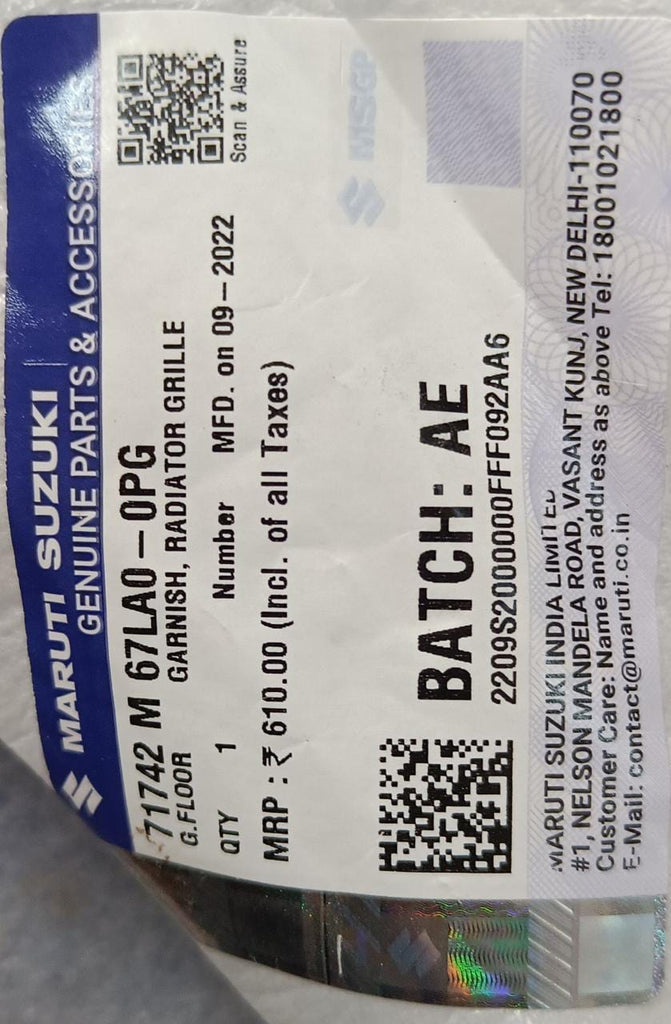 MARUTI SUZUKI
GENUINE PARTS & ACCESSORIES
71742 M 67LA0-0PG
G.FLOOR GARNISH, RADIATOR GRILLE
QTY 1 Number MFD. on 09-2022
MRP : ₹ 610.00 (Incl. of all Taxes)
Scan & Assure
MSGP
BATCH: AE
2209S2000000FFF092AA6
MARUTI SUZUKI INDIA LIMITED
#1, NELSON MANDELA ROAD, VASANT KUNJ, NEW DELHI-110070
Customer Care: Name and address as above Tel: 18001021800
E-Mail: contact@maruti.co.in